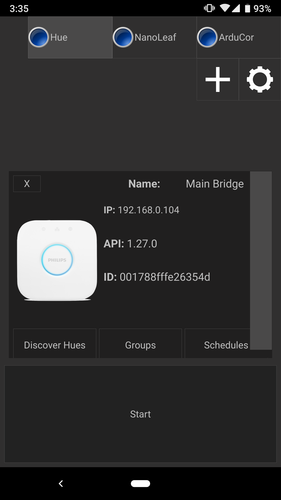 3:35 93%
Hue NanoLeaf ArduCor
X Name: Main Bridge
IP: 192.168.0.104
API: 1.27.0
PHILIPS
ID: 001788fffe26354d
Discover Hues Groups Schedules
Start